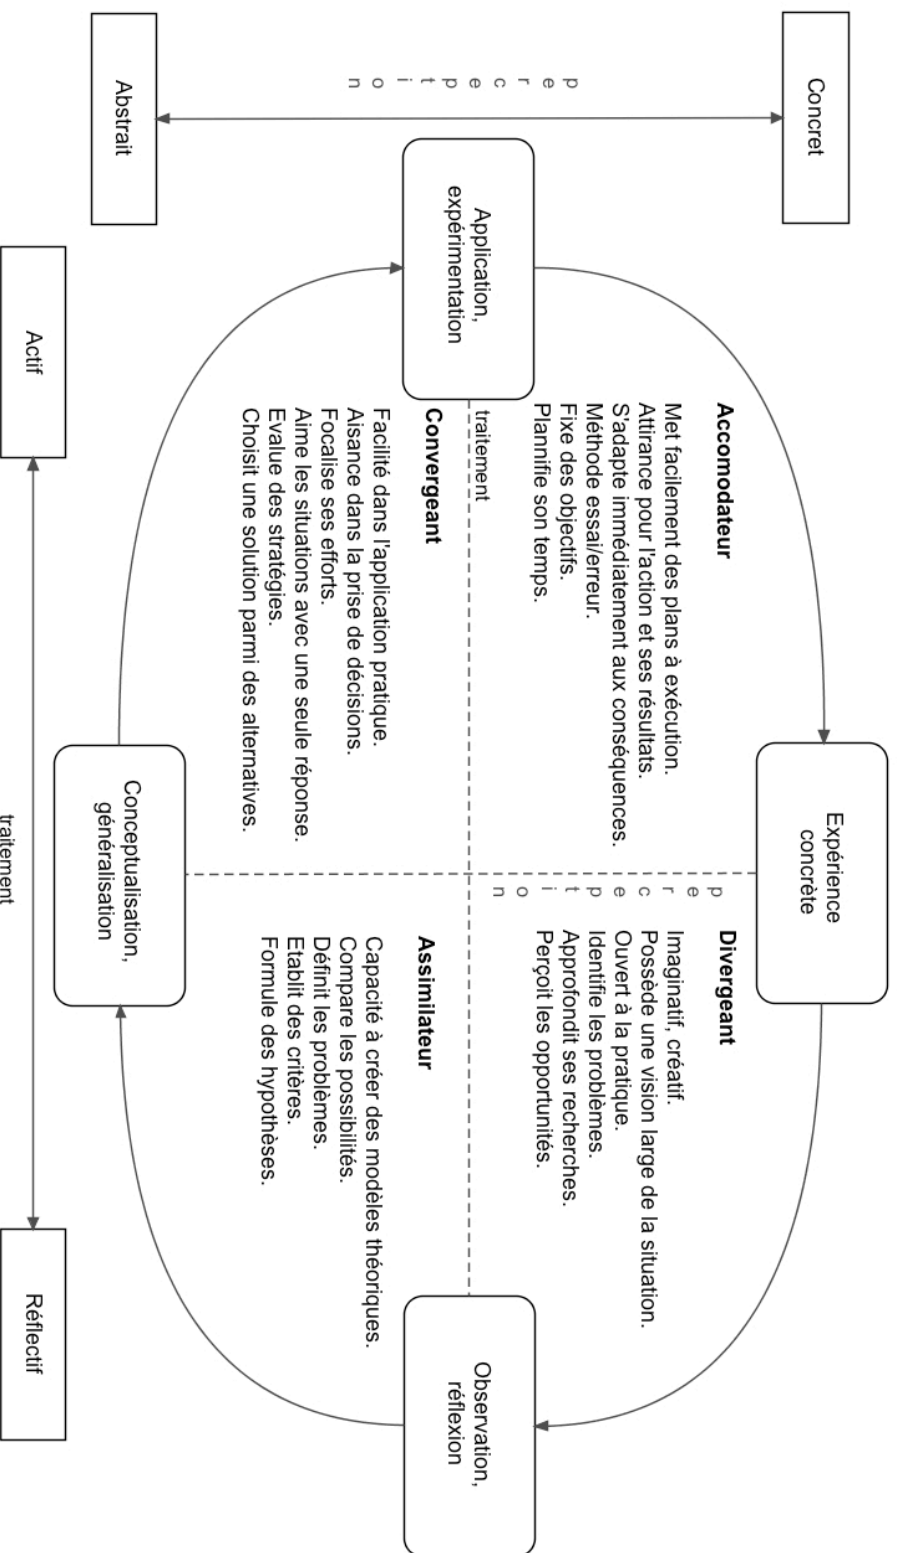 Concret
perception
Abstrait
Expérience
concrète
Application,
expérimentation
Accomodateur
Met facilement des plans à exécution.
Attirance pour l'action et ses résultats.
S'adapte immédiatement aux conséquences.
Méthode essai/erreur.
Fixe des objectifs.
Plannifie son temps.
perception
Divergeant
Imaginatif, créatif.
Possède une vision large de la situation.
Ouvert à la pratique.
Identifie les problèmes.
Approfondit ses recherches.
Perçoit les opportunités.
traitement
Observation,
réflexion
Convergeant
Facilité dans l'application pratique.
Aisance dans la prise de décisions.
Focalise ses efforts.
Aime les situations avec une seule réponse.
Evalue des stratégies.
Choisit une solution parmi des alternatives.
Assimilateur
Capacité à créer des modèles théoriques.
Compare les possibilités.
Définit les problèmes.
Etablit des critères.
Formule des hypothèses.
Conceptualisation,
généralisation
Actif
Réflectif
traitement